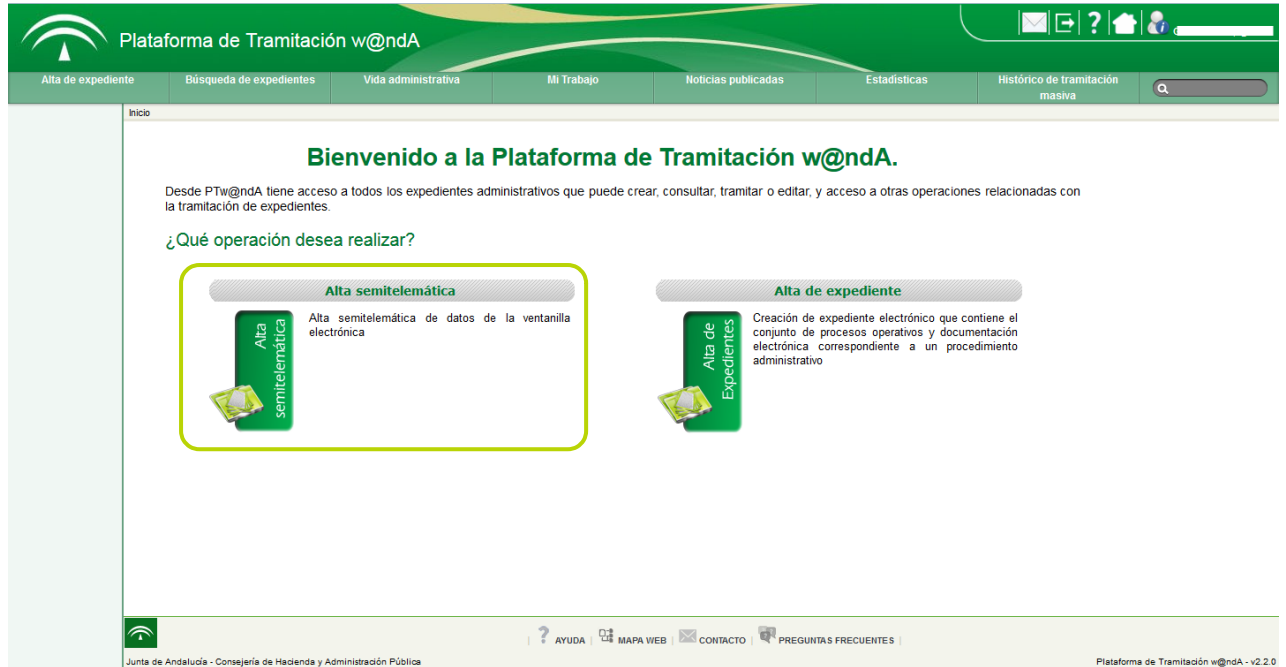 Plataforma de Tramitación w@ndA
Alta de expediente
Búsqueda de expedientes
Vida administrativa
Mi Trabajo
Noticias publicadas
Estadísticas
Histórico de tramitación
masiva
Inicio
Bienvenido a la Plataforma de Tramitación w@ndA.
Desde PTw@ndA tiene acceso a todos los expedientes administrativos que puede crear, consultar, tramitar o editar, y acceso a otras operaciones relacionadas con
la tramitación de expedientes.
¿Qué operación desea realizar?
Alta semitelemática
Alta
semitelemática
Alta semitelemática de datos de la ventanilla
electrónica
Alta de expediente
Alta de
Expedientes
Creación de expediente electrónico que contiene el
conjunto de procesos operativos y documentación
electrónica correspondiente a un procedimiento
administrativo
| ? AYUDA | MAPA WEB | CONTACTO | PREGUNTAS FRECUENTES |
Junta de Andalucía - Consejería de Hacienda y Administración Pública
Plataforma de Tramitación w@ndA - v2.2.0